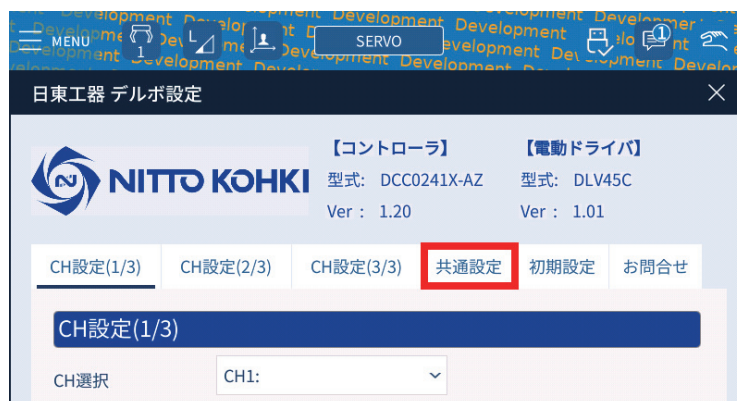 MENU
1
SERVO
1
日東工器 デルボ設定
NITTO KOHKI
【コントローラ】
型式: DCC0241X-AZ
Ver : 1.20
【電動ドライバ】
型式: DLV45C
Ver : 1.01
CH設定(1/3) CH設定(2/3) CH設定(3/3) 共通設定 初期設定 お問合せ
CH設定(1/3)
CH選択 CH1: